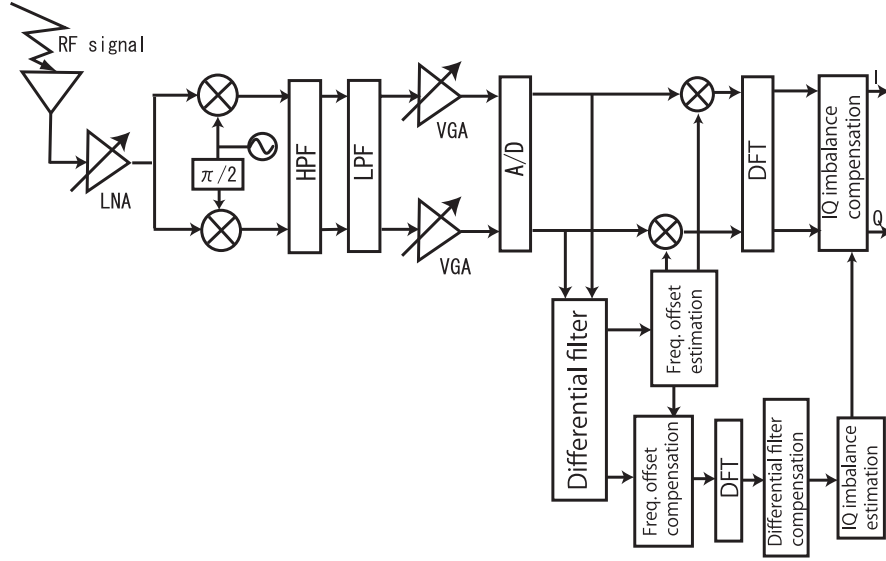 RF signal
LNA
π/2
HPF
LPF
VGA
VGA
A/D
DFT
IQ imbalance
compensation
I
Q
Differential filter
Freq. offset
estimation
Freq. offset
compensation
DFT
Differential filter
compensation
IQ imbalance
estimation